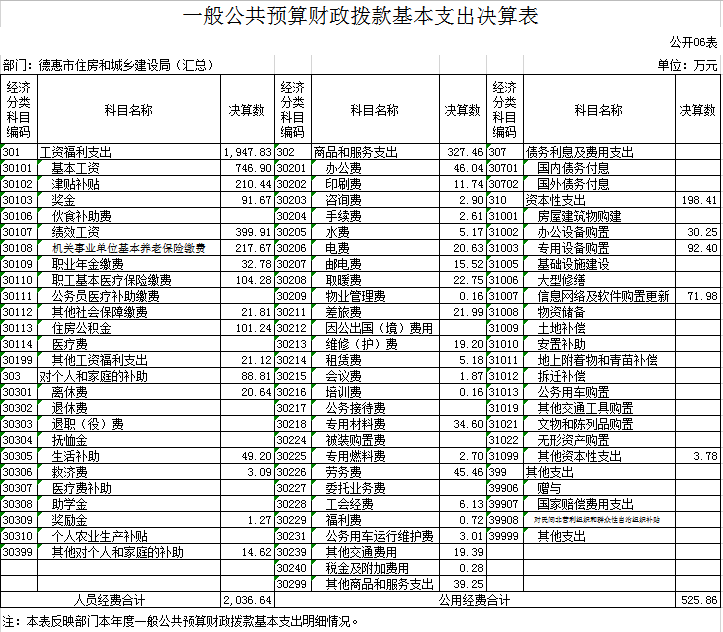 一般公共预算财政拨款基本支出决算表
公开06表
部门：德惠市住房和城乡建设局（汇总） 单位：万元
经济分类科目编码 科目名称 决算数 经济分类科目编码 科目名称 决算数 经济分类科目编码 科目名称 决算数
301 工资福利支出 1,947.83 302 商品和服务支出 327.46 307 债务利息及费用支出
30101 基本工资 746.90 30201 办公费 46.04 30701 国内债务付息
30102 津贴补贴 210.44 30202 印刷费 11.74 30702 国外债务付息
30103 奖金 91.67 30203 咨询费 2.90 310 资本性支出 198.41
30106 伙食补助费 30204 手续费 2.61 31001 房屋建筑物购建
30107 绩效工资 399.91 30205 水费 5.17 31002 办公设备购置 30.25
30108 机关事业单位基本养老保险缴费 217.67 30206 电费 20.63 31003 专用设备购置 92.40
30109 职业年金缴费 32.78 30207 邮电费 15.52 31005 基础设施建设
30110 职工基本医疗保险缴费 104.28 30208 取暖费 22.75 31006 大型修缮
30111 公务员医疗补助缴费 30209 物业管理费 0.16 31007 信息网络及软件购置更新 71.98
30112 其他社会保障缴费 21.81 30211 差旅费 21.99 31008 物资储备
30113 住房公积金 101.24 30212 因公出国（境）费用 31009 土地补偿
30114 医疗费 30213 维修（护）费 19.20 31010 安置补助
30199 其他工资福利支出 21.12 30214 租赁费 5.18 31011 地上附着物和青苗补偿
303 对个人和家庭的补助 88.81 30215 会议费 1.87 31012 拆迁补偿
30301 离休费 20.64 30216 培训费 0.16 31013 公务用车购置
30302 退休费 30217 公务接待费 31019 其他交通工具购置
30303 退职（役）费 30218 专用材料费 34.60 31021 文物和陈列品购置
30304 抚恤金 30224 被装购置费 31022 无形资产购置
30305 生活补助 49.20 30225 专用燃料费 2.70 31099 其他资本性支出 3.78
30306 救济费 3.09 30226 劳务费 45.46 399 其他支出
30307 医疗费补助 30227 委托业务费 39906 赠与
30308 助学金 30228 工会经费 6.13 39907 国家赔偿费用支出
30309 奖励金 1.27 30229 福利费 0.72 39908 对民间非营利组织和群众性自治组织补贴
30310 个人农业生产补贴 30231 公务用车运行维护费 3.01 39999 其他支出
30399 其他对个人和家庭的补助 14.62 30239 其他交通费用 19.39
30240 税金及附加费用 0.28
30299 其他商品和服务支出 39.25
人员经费合计 2,036.64 公用经费合计 525.86
注：本表反映部门本年度一般公共预算财政拨款基本支出明细情况。